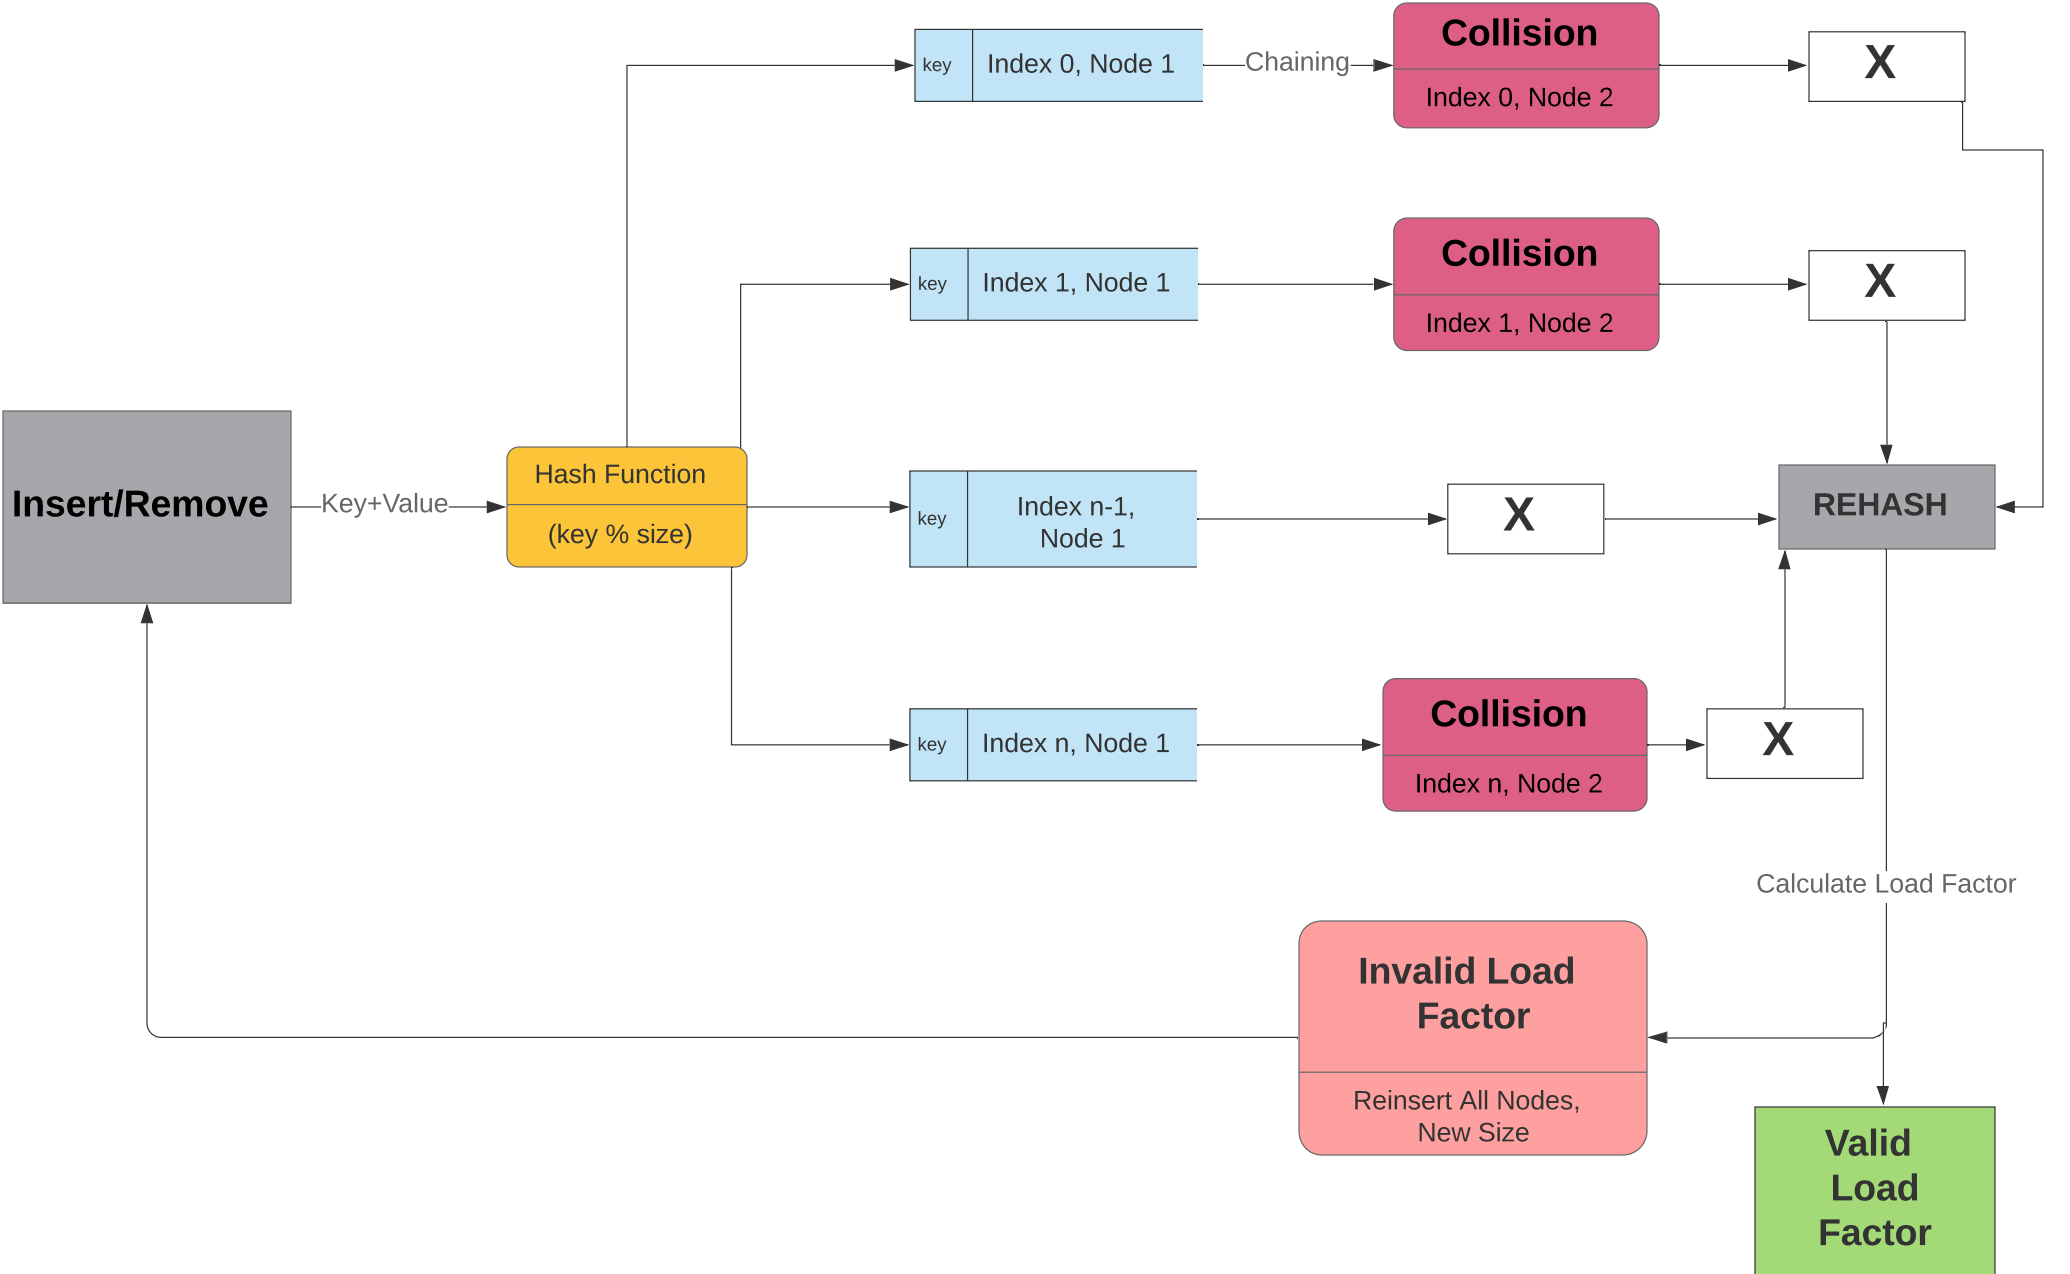 key
Index 0, Node 1
Chaining
Collision
Index 0, Node 2
X
key
Index 1, Node 1
Collision
Index 1, Node 2
X
Insert/Remove
Key+Value
Hash Function
(key % size)
key
Index n-1,
Node 1
X
REHASH
key
Index n, Node 1
Collision
Index n, Node 2
X
Calculate Load Factor
Invalid Load
Factor
Reinsert All Nodes,
New Size
Valid
Load
Factor